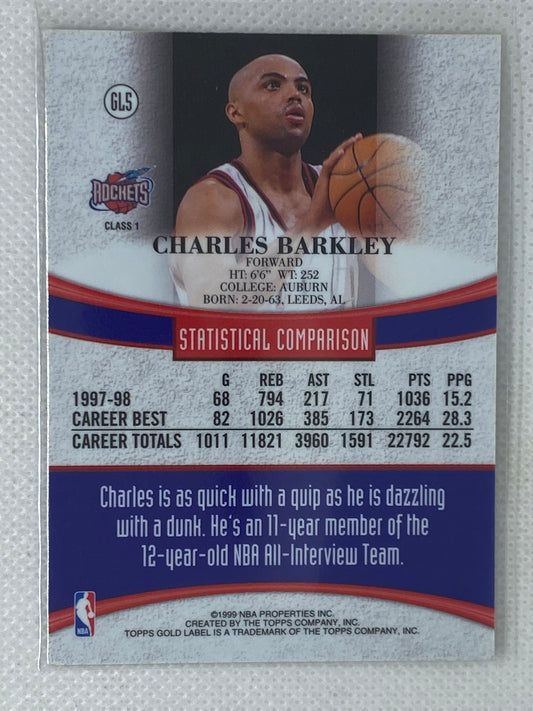 GL5
ROCKETS
CLASS 1
CHARLES BARKLEY
FORWARD
HT: 6'6" WT: 252
COLLEGE: AUBURN
BORN: 2-20-63, LEEDS, AL
STATISTICAL COMPARISON
G REB AST STL PTS PPG
1997-98 68 794 217 71 1036 15.2
CAREER BEST 82 1026 385 173 2264 28.3
CAREER TOTALS 1011 11821 3960 1591 22792 22.5
Charles is as quick with a quip as he is dazzling
with a dunk. He's an 11-year member of the
12-year-old NBA All-Interview Team.
NBA
©1999 NBA PROPERTIES INC.
CREATED BY THE TOPPS COMPANY, INC.
TOPPS GOLD LABEL IS A TRADEMARK OF THE TOPPS COMPANY, INC.